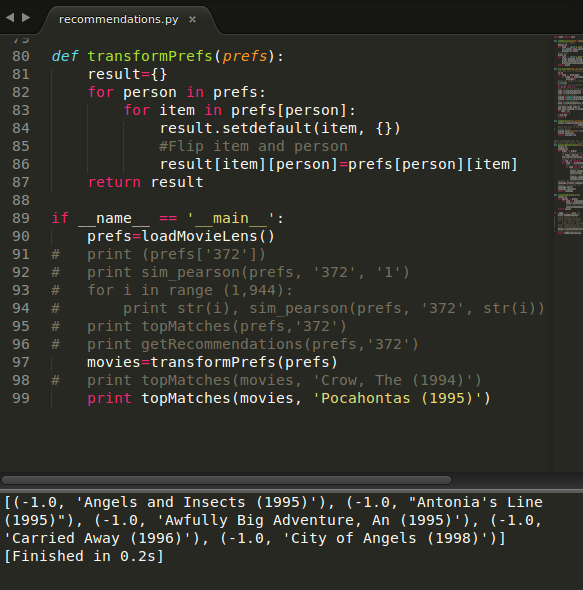 recommendations.py ×
79
80 def transformPrefs(prefs):
81     result={}
82     for person in prefs:
83         for item in prefs[person]:
84             result.setdefault(item, {})
85             #Flip item and person
86             result[item][person]=prefs[person][item]
87     return result
88
89 if __name__ == '__main__':
90     prefs=loadMovieLens()
91 #   print (prefs['372'])
92 #   print sim_pearson(prefs, '372', '1')
93 #   for i in range (1,944):
94 #       print str(i), sim_pearson(prefs, '372', str(i))
95 #   print topMatches(prefs,'372')
96 #   print getRecommendations(prefs,'372')
97     movies=transformPrefs(prefs)
98 #   print topMatches(movies, 'Crow, The (1994)')
99     print topMatches(movies, 'Pocahontas (1995)')
[(-1.0, 'Angels and Insects (1995)'), (-1.0, "Antonia's Line
(1995)"), (-1.0, 'Awfully Big Adventure, An (1995)'), (-1.0,
'Carried Away (1996)'), (-1.0, 'City of Angels (1998)')]
[Finished in 0.2s]